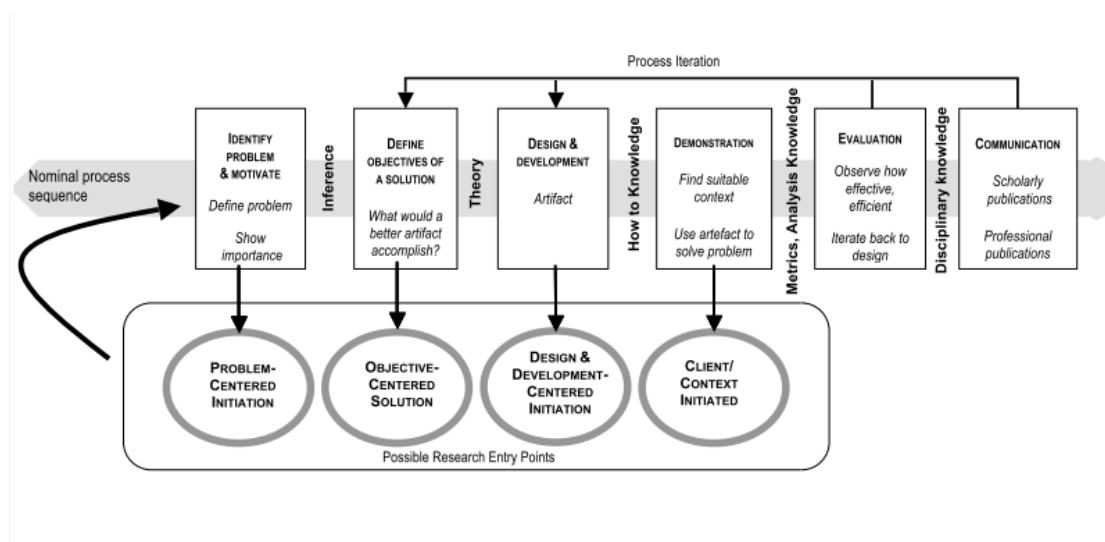 Process Iteration
Nominal process
sequence
IDENTIFY
PROBLEM
& MOTIVATE
Define problem
Show
importance
Inference
DEFINE
OBJECTIVES OF
A SOLUTION
What would a
better artifact
accomplish?
Theory
DESIGN &
DEVELOPMENT
Artifact
How to Knowledge
DEMONSTRATION
Find suitable
context
Use artefact to
solve problem
Metrics, Analysis Knowledge
EVALUATION
Observe how
effective,
efficient
Iterate back to
design
Disciplinary knowledge
COMMUNICATION
Scholarly
publications
Professional
publications
PROBLEM-
CENTERED
INITIATION
OBJECTIVE-
CENTERED
SOLUTION
DESIGN &
DEVELOPMENT-
CENTERED
INITIATION
CLIENT/
CONTEXT
INITIATED
Possible Research Entry Points